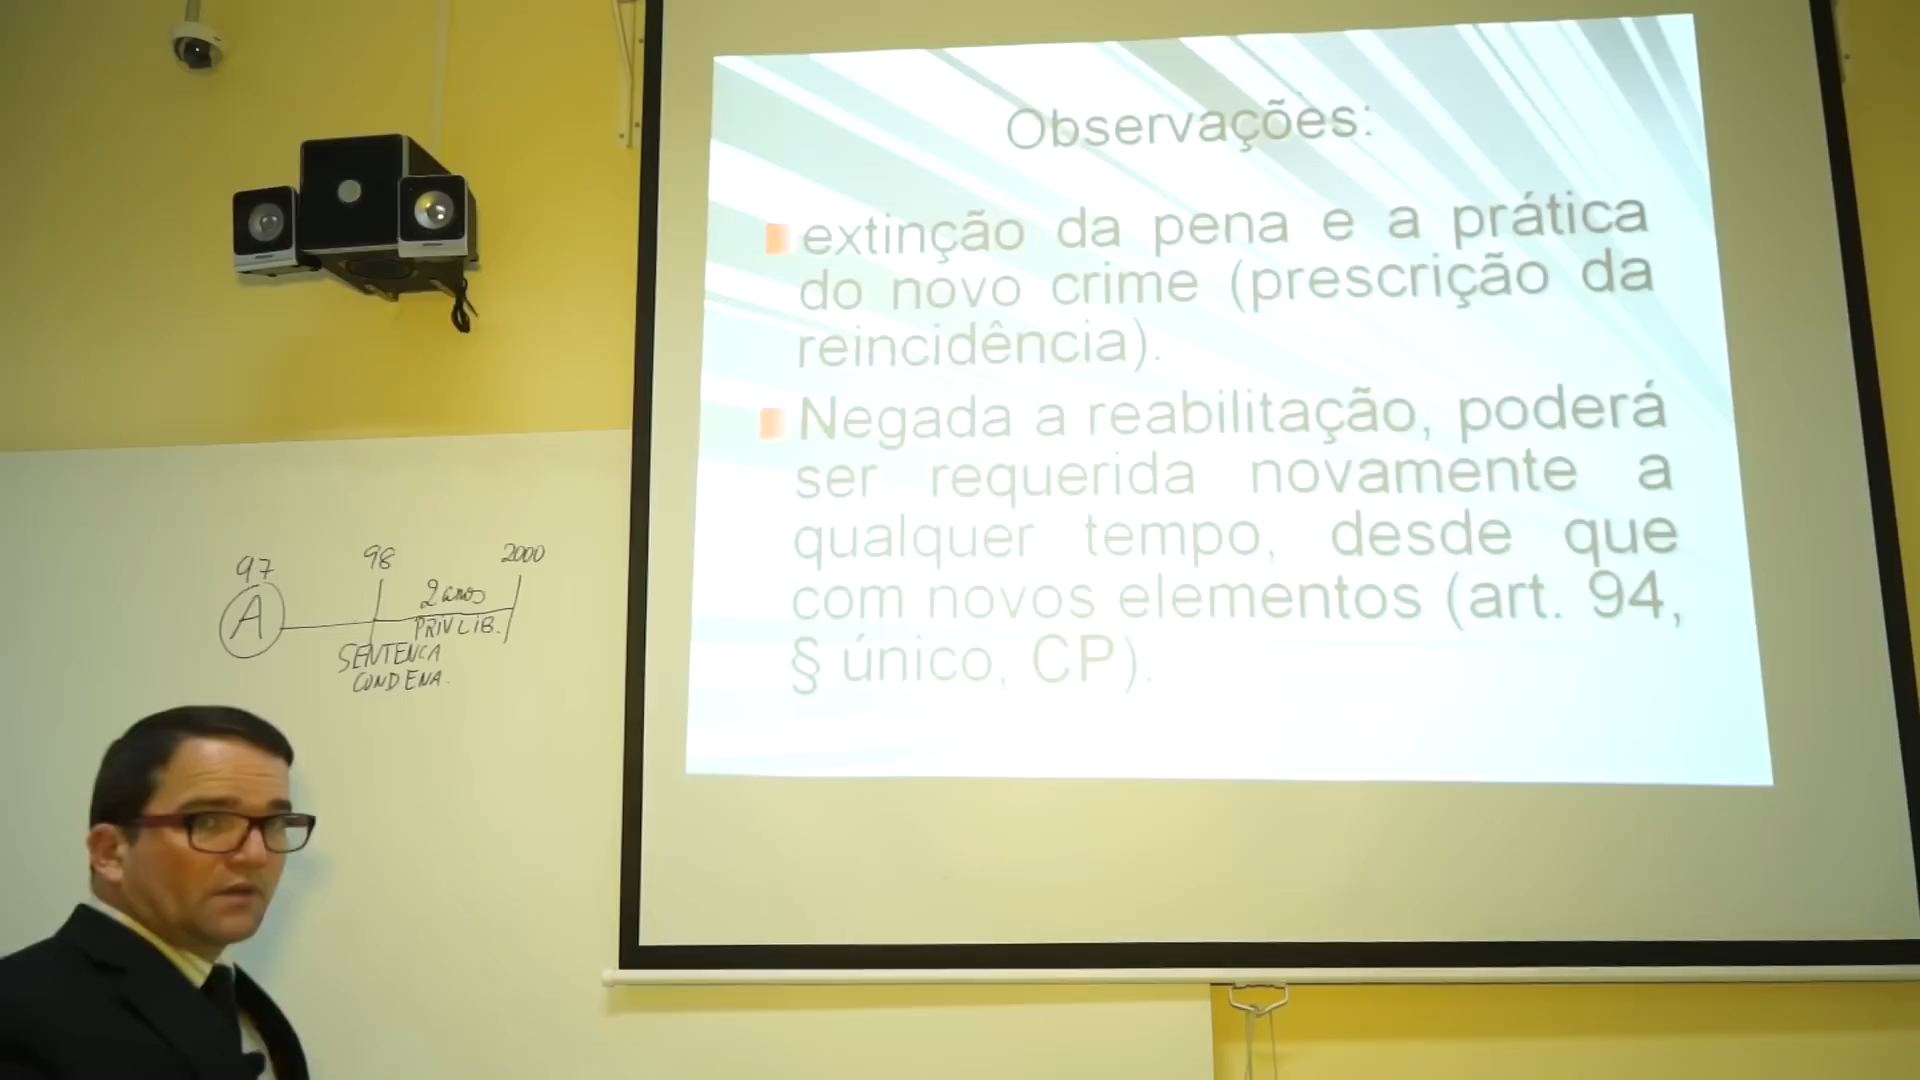 Observações:
extinção da pena e a prática
do novo crime (prescrição da
reincidência).
Negada a reabilitação, poderá
ser requerida novamente a
qualquer tempo, desde que
com novos elementos (art. 94,
§ único, CP).
97 98 2000
A
2 anos
PRIV LIB.
SENTENCA
CONDENA.